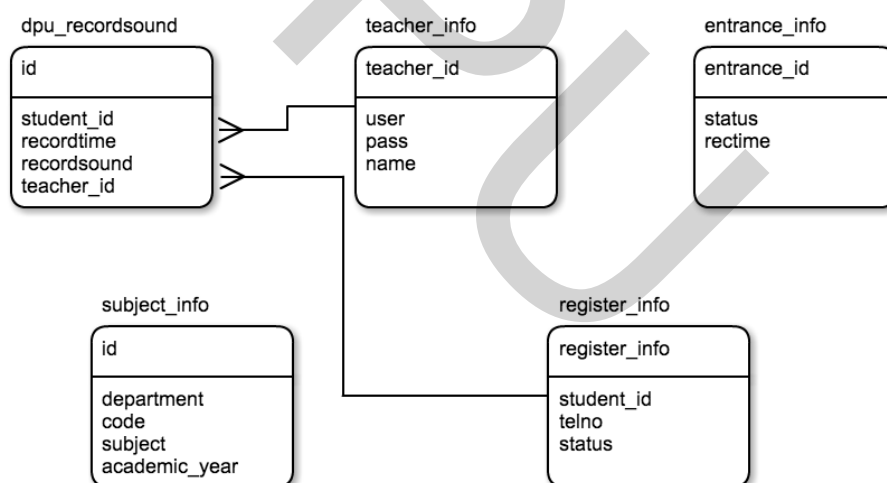 dpu_recordsound
id
student_id
recordtime
recordsound
teacher_id
teacher_info
teacher_id
user
pass
name
entrance_info
entrance_id
status
rectime
subject_info
id
department
code
subject
academic_year
register_info
register_info
student_id
telno
status